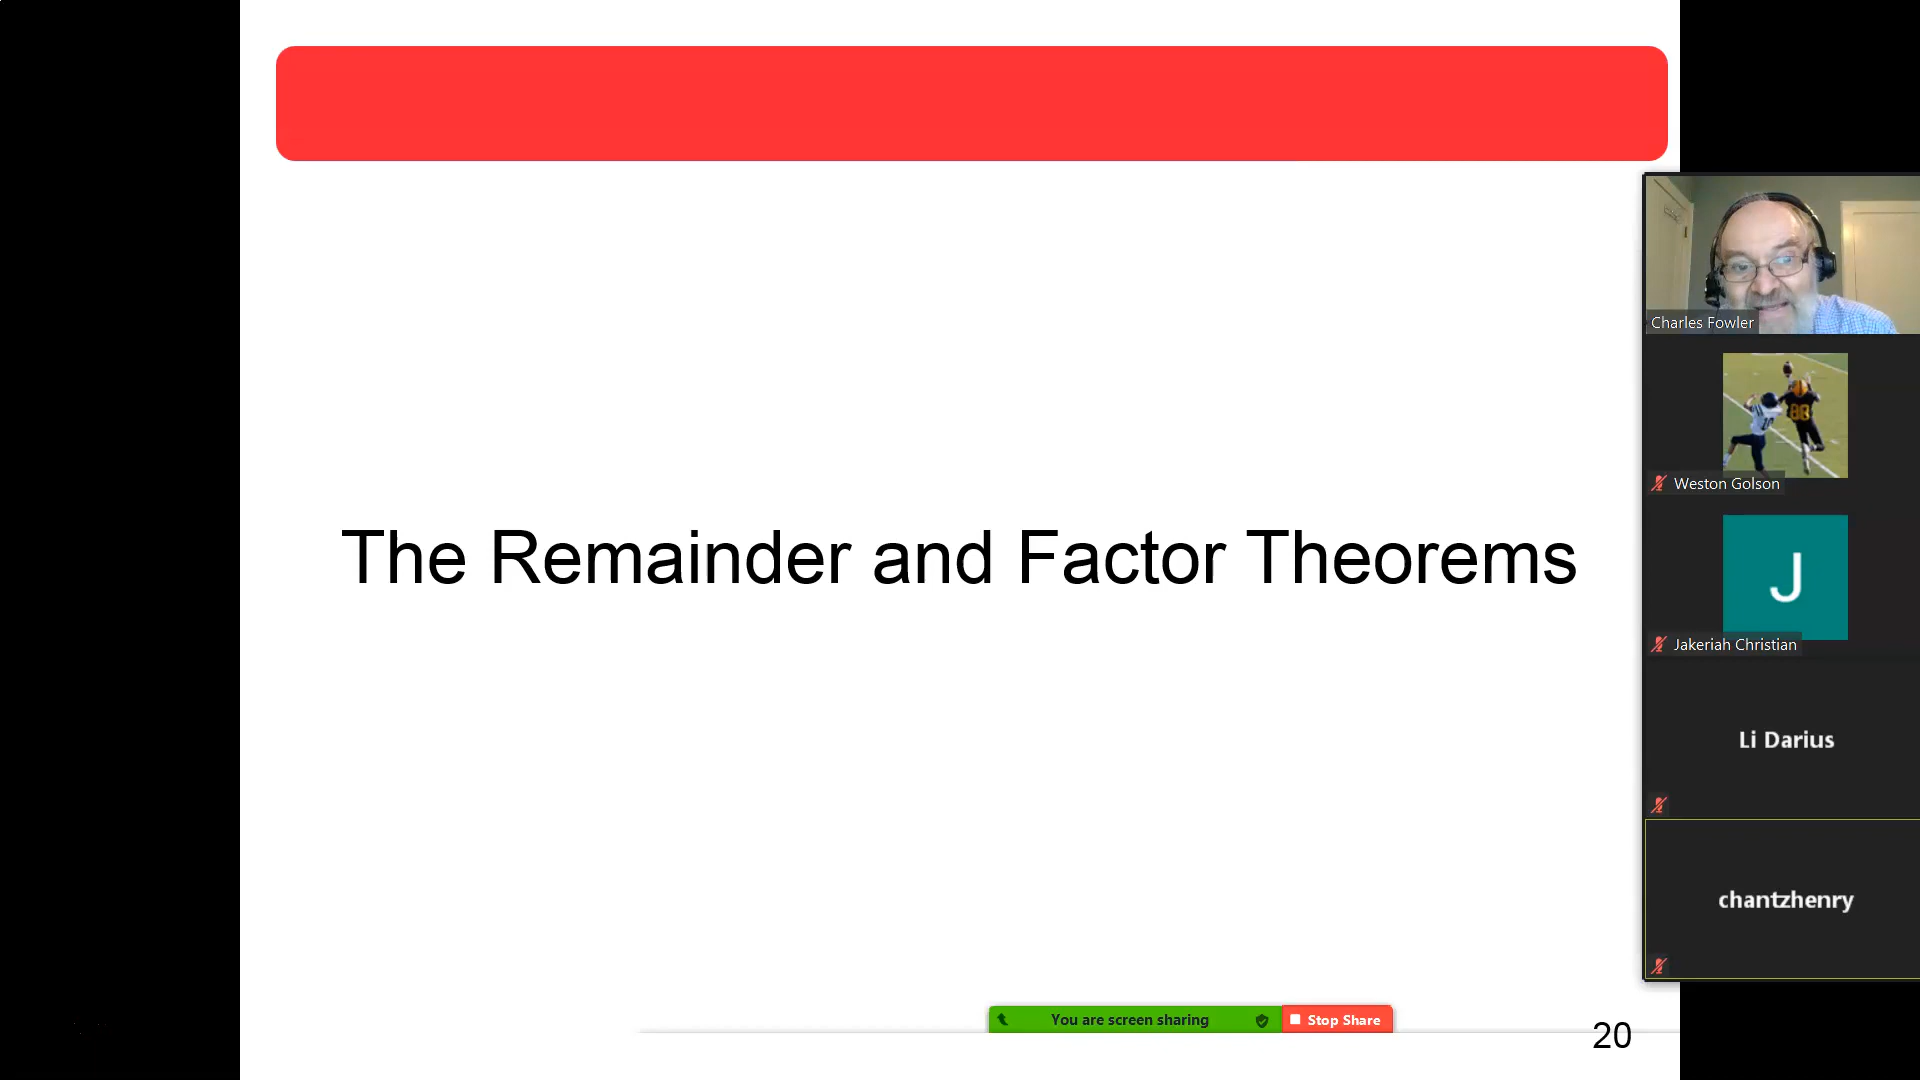 The Remainder and Factor Theorems
Charles Fowler
88
Weston Golson
J
Jakeriah Christian
Li Darius
chantzhenry
You are screen sharing
Stop Share
20